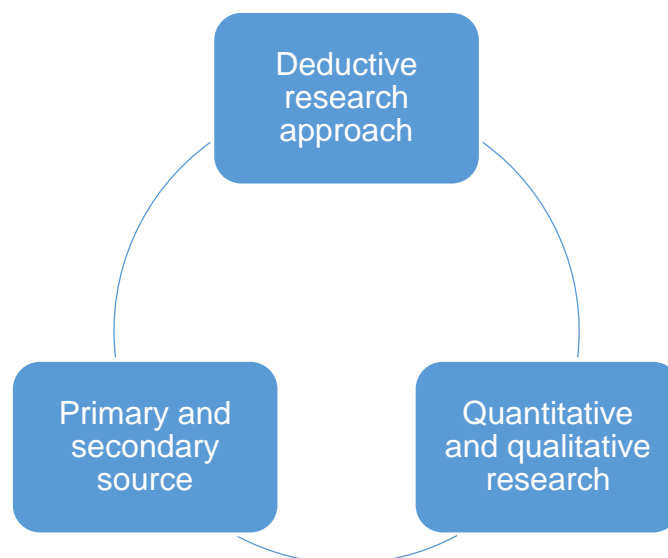 Deductive
research
approach
Primary and
secondary
source
Quantitative
and qualitative
research